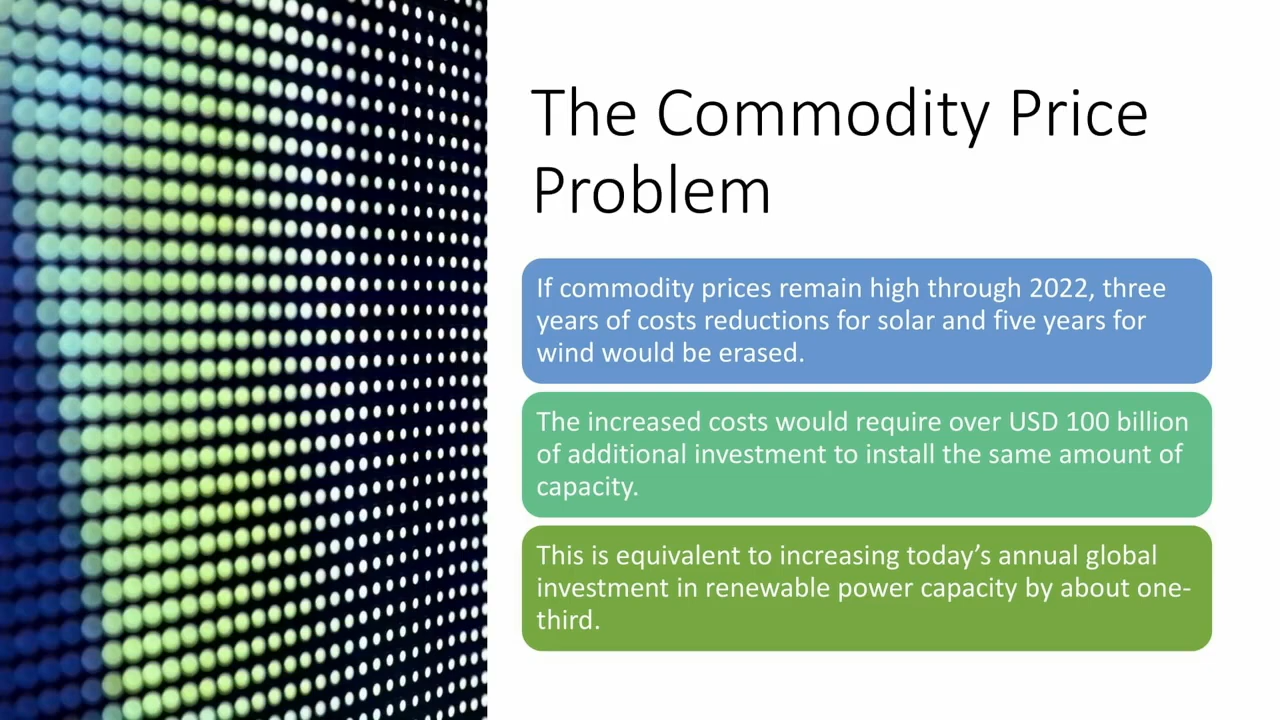 The Commodity Price
Problem
If commodity prices remain high through 2022, three
years of costs reductions for solar and five years for
wind would be erased.
The increased costs would require over USD 100 billion
of additional investment to install the same amount of
capacity.
This is equivalent to increasing today’s annual global
investment in renewable power capacity by about one-
third.